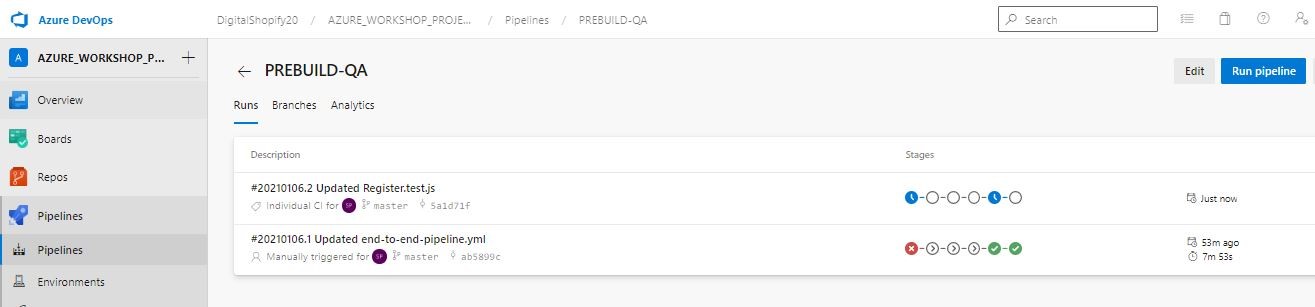 Azure DevOps DigitalShopify20 / AZURE_WORKSHOP_PROJE... / Pipelines / PREBUILD-QA Search
A AZURE_WORKSHOP_P...
PREBUILD-QA
Edit Run pipeline
Overview
Boards
Repos
Pipelines
Pipelines
Environments
Runs Branches Analytics
Description Stages
#20210106.2 Updated Register.test.js
Individual CI for SP master 5a1d71f
Just now
#20210106.1 Updated end-to-end-pipeline.yml
Manually triggered for SP master ab5899c
53m ago
7m 53s